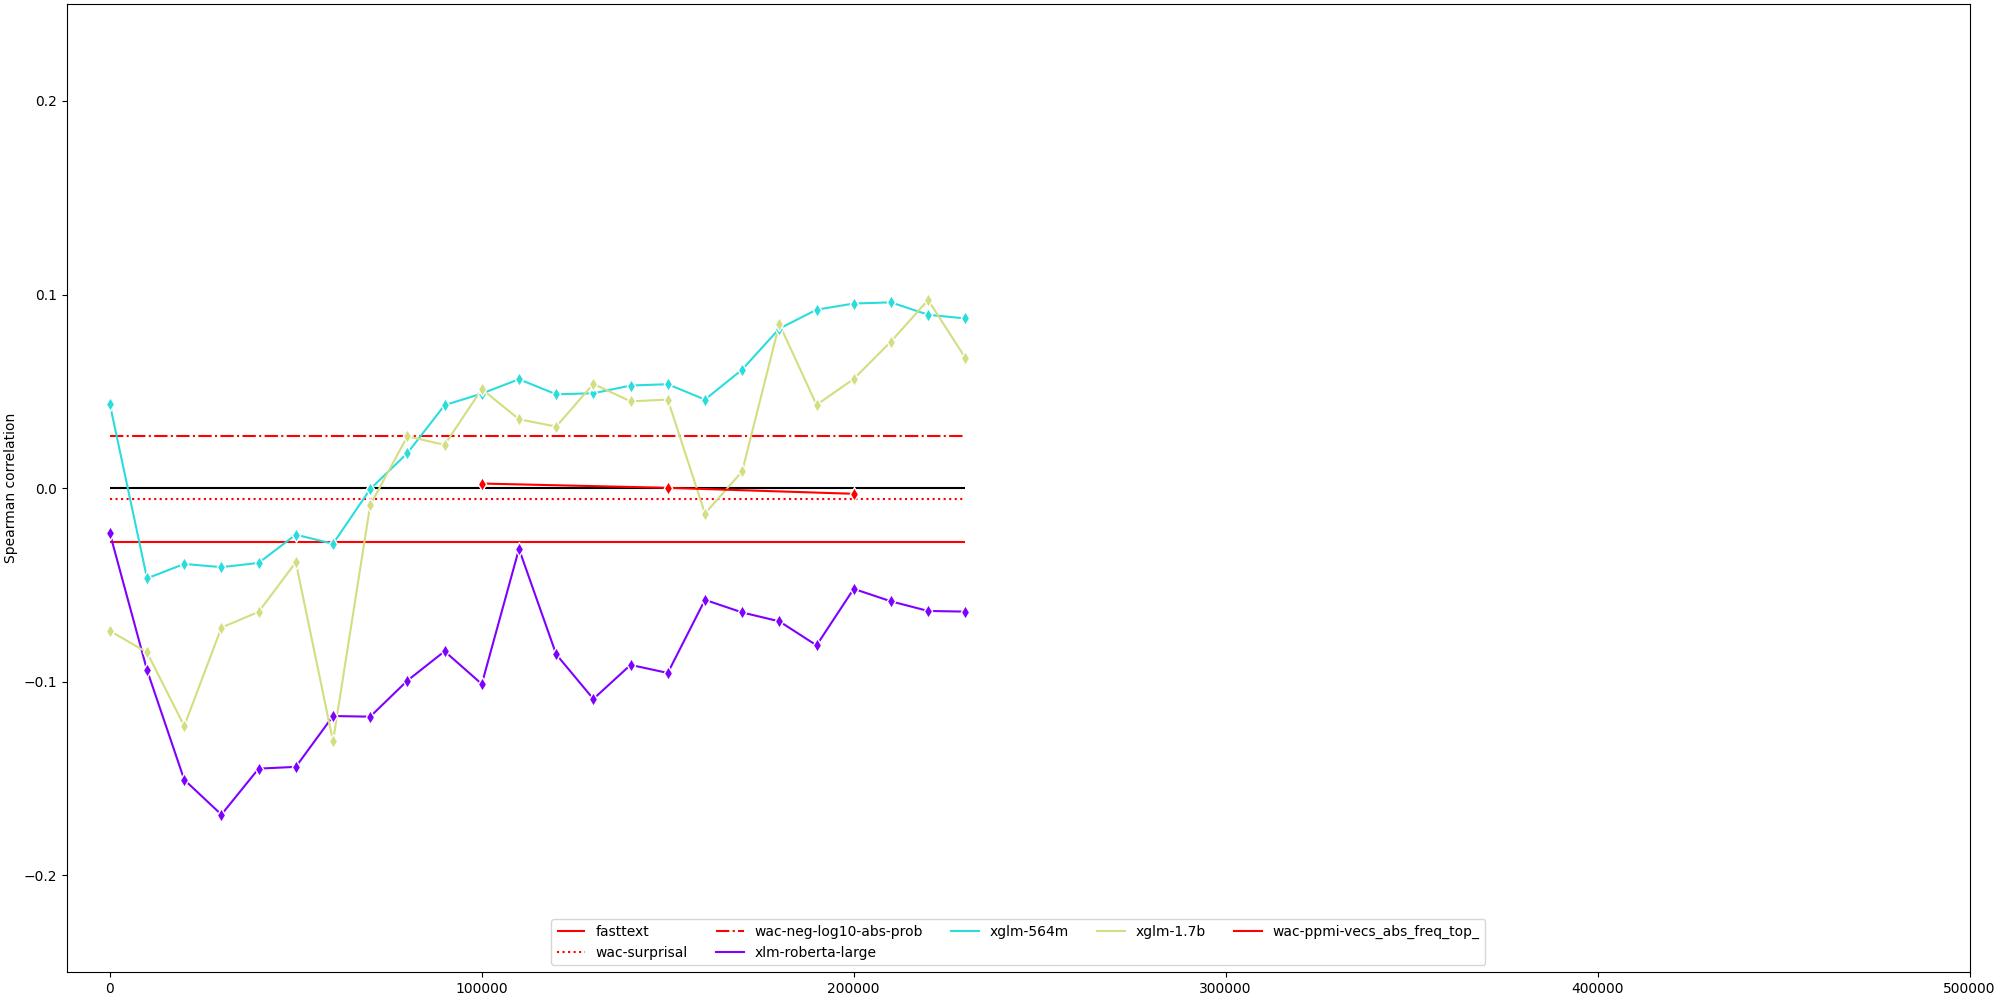 0.2
0.1
0.0
−0.1
−0.2
Spearman correlation
fasttext wac-neg-log10-abs-prob xglm-564m xglm-1.7b wac-ppmi-vecs_abs_freq_top_
wac-surprisal xlm-roberta-large
0 100000 200000 300000 400000 500000